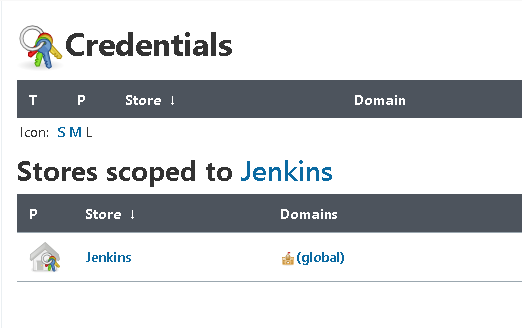 Credentials
T P Store ↓ Domain
Icon: S M L
Stores scoped to Jenkins
P Store ↓ Domains
Jenkins (global)